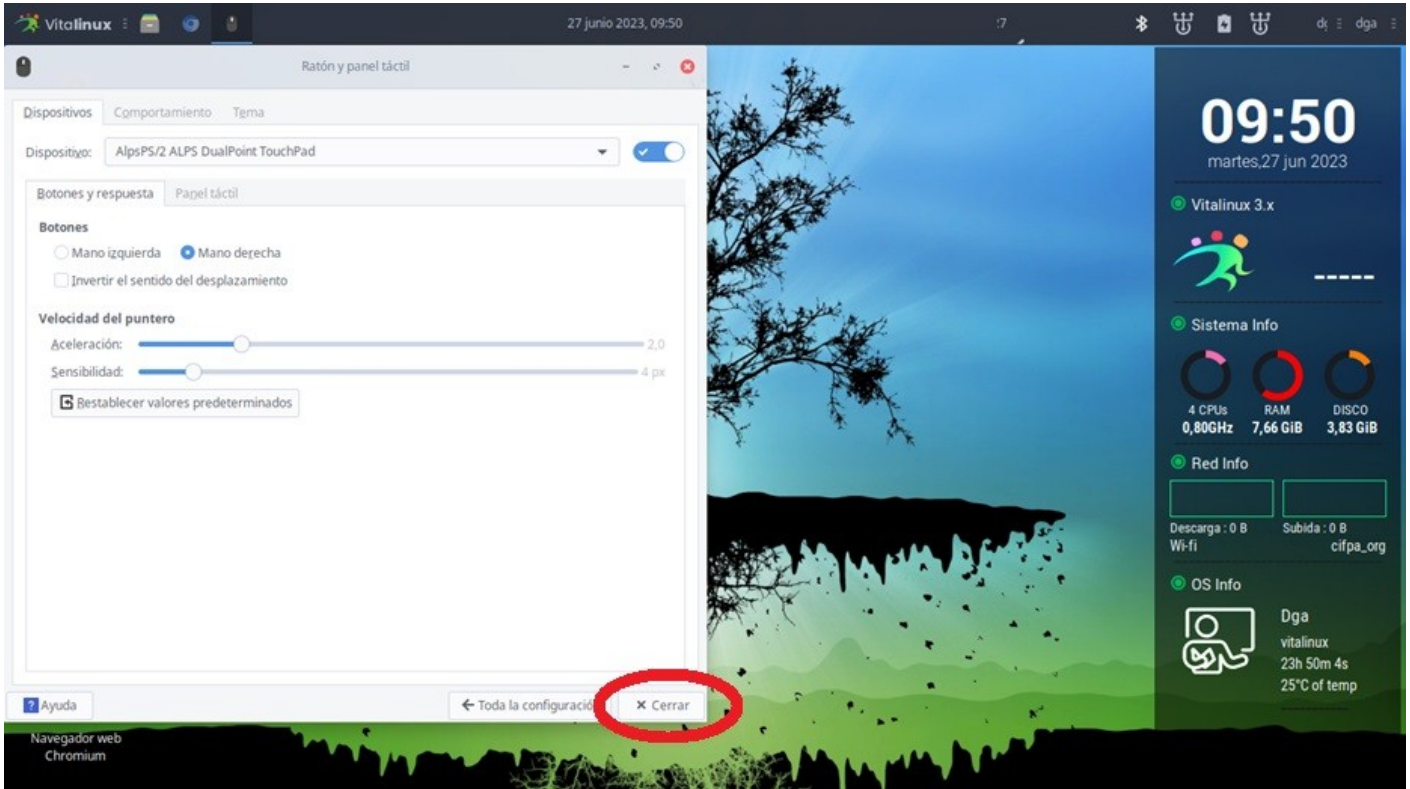 Vitalinux
27 junio 2023, 09:50
:7
dga
Ratón y panel táctil
Dispositivos Comportamiento Tema
Dispositivo: AlpsPS/2 ALPS DualPoint TouchPad
Botones y respuesta Panel táctil
Botones
Mano izquierda Mano derecha
Invertir el sentido del desplazamiento
Velocidad del puntero
Aceleración: 2,0
Sensibilidad: 4 px
Restablecer valores predeterminados
? Ayuda
Toda la configuració
Cerrar
Navegador web
Chromium
09:50
martes,27 jun 2023
Vitalinux 3.x
-----
Sistema Info
4 CPUs RAM DISCO
0,80GHz 7,66 GiB 3,83 GiB
Red Info
Descarga : 0 B Subida : 0 B
Wi-fi cifpa_org
OS Info
Dga
vitalinux
23h 50m 4s
25°C of temp